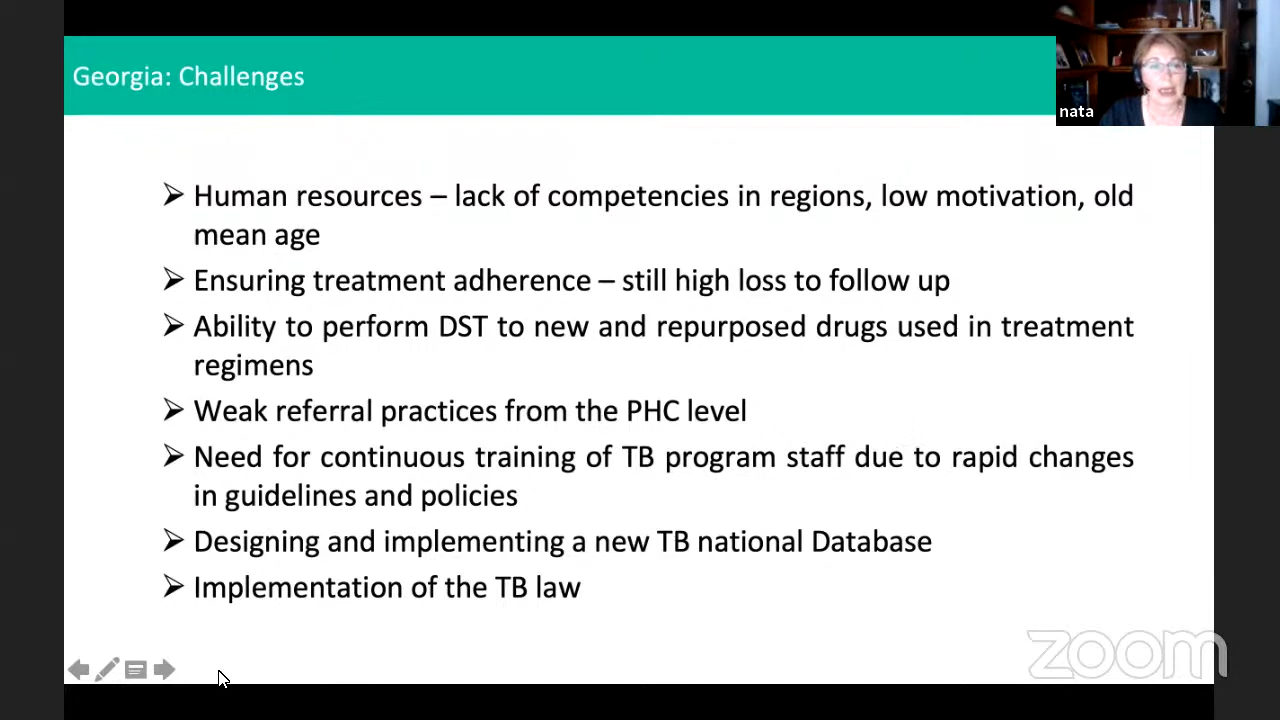 Georgia: Challenges
nata
➢ Human resources – lack of competencies in regions, low motivation, old
mean age
➢ Ensuring treatment adherence – still high loss to follow up
➢ Ability to perform DST to new and repurposed drugs used in treatment
regimens
➢ Weak referral practices from the PHC level
➢ Need for continuous training of TB program staff due to rapid changes
in guidelines and policies
➢ Designing and implementing a new TB national Database
➢ Implementation of the TB law
zoom